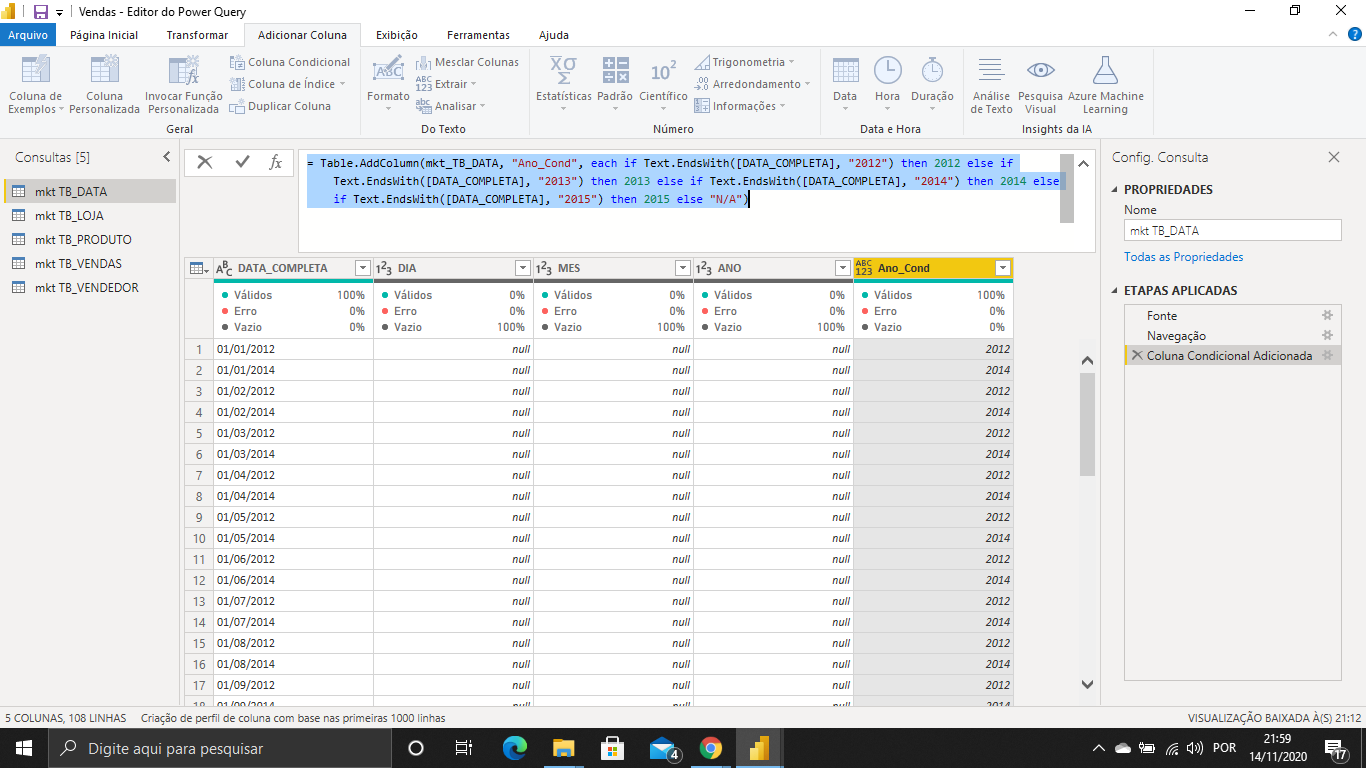 Vendas - Editor do Power Query
Arquivo Página Inicial Transformar Adicionar Coluna Exibição Ferramentas Ajuda
Coluna de Exemplos
Coluna Personalizada
Invocar Função Personalizada
Coluna Condicional
Coluna de Índice
Duplicar Coluna
Geral
Formato
Mesclar Colunas
Extrair
Analisar
Do Texto
Estatísticas
Padrão
Científico
Trigonometria
Arredondamento
Informações
Número
Data
Hora
Duração
Data e Hora
Análise de Texto
Pesquisa Visual
Azure Machine Learning
Insights da IA
Consultas [5]
mkt TB_DATA
mkt TB_LOJA
mkt TB_PRODUTO
mkt TB_VENDAS
mkt TB_VENDEDOR
= Table.AddColumn(mkt_TB_DATA, "Ano_Cond", each if Text.EndsWith([DATA_COMPLETA], "2012") then 2012 else if
Text.EndsWith([DATA_COMPLETA], "2013") then 2013 else if Text.EndsWith([DATA_COMPLETA], "2014") then 2014 else
if Text.EndsWith([DATA_COMPLETA], "2015") then 2015 else "N/A")
DATA_COMPLETA DIA MES ANO Ano_Cond
Válidos 100% Válidos 0% Válidos 0% Válidos 0% Válidos 100%
Erro 0% Erro 0% Erro 0% Erro 0% Erro 0%
Vazio 0% Vazio 100% Vazio 100% Vazio 100% Vazio 0%
1 01/01/2012 null null null 2012
2 01/01/2014 null null null 2014
3 01/02/2012 null null null 2012
4 01/02/2014 null null null 2014
5 01/03/2012 null null null 2012
6 01/03/2014 null null null 2014
7 01/04/2012 null null null 2012
8 01/04/2014 null null null 2014
9 01/05/2012 null null null 2012
10 01/05/2014 null null null 2014
11 01/06/2012 null null null 2012
12 01/06/2014 null null null 2014
13 01/07/2012 null null null 2012
14 01/07/2014 null null null 2014
15 01/08/2012 null null null 2012
16 01/08/2014 null null null 2014
17 01/09/2012 null null null 2012
18 01/09/2014 null null null 2014
Config. Consulta
PROPRIEDADES
Nome
mkt TB_DATA
Todas as Propriedades
ETAPAS APLICADAS
Fonte
Navegação
Coluna Condicional Adicionada
5 COLUNAS, 108 LINHAS Criação de perfil de coluna com base nas primeiras 1000 linhas VISUALIZAÇÃO BAIXADA À(S) 21:12
Digite aqui para pesquisar
4
POR
21:59
14/11/2020
17